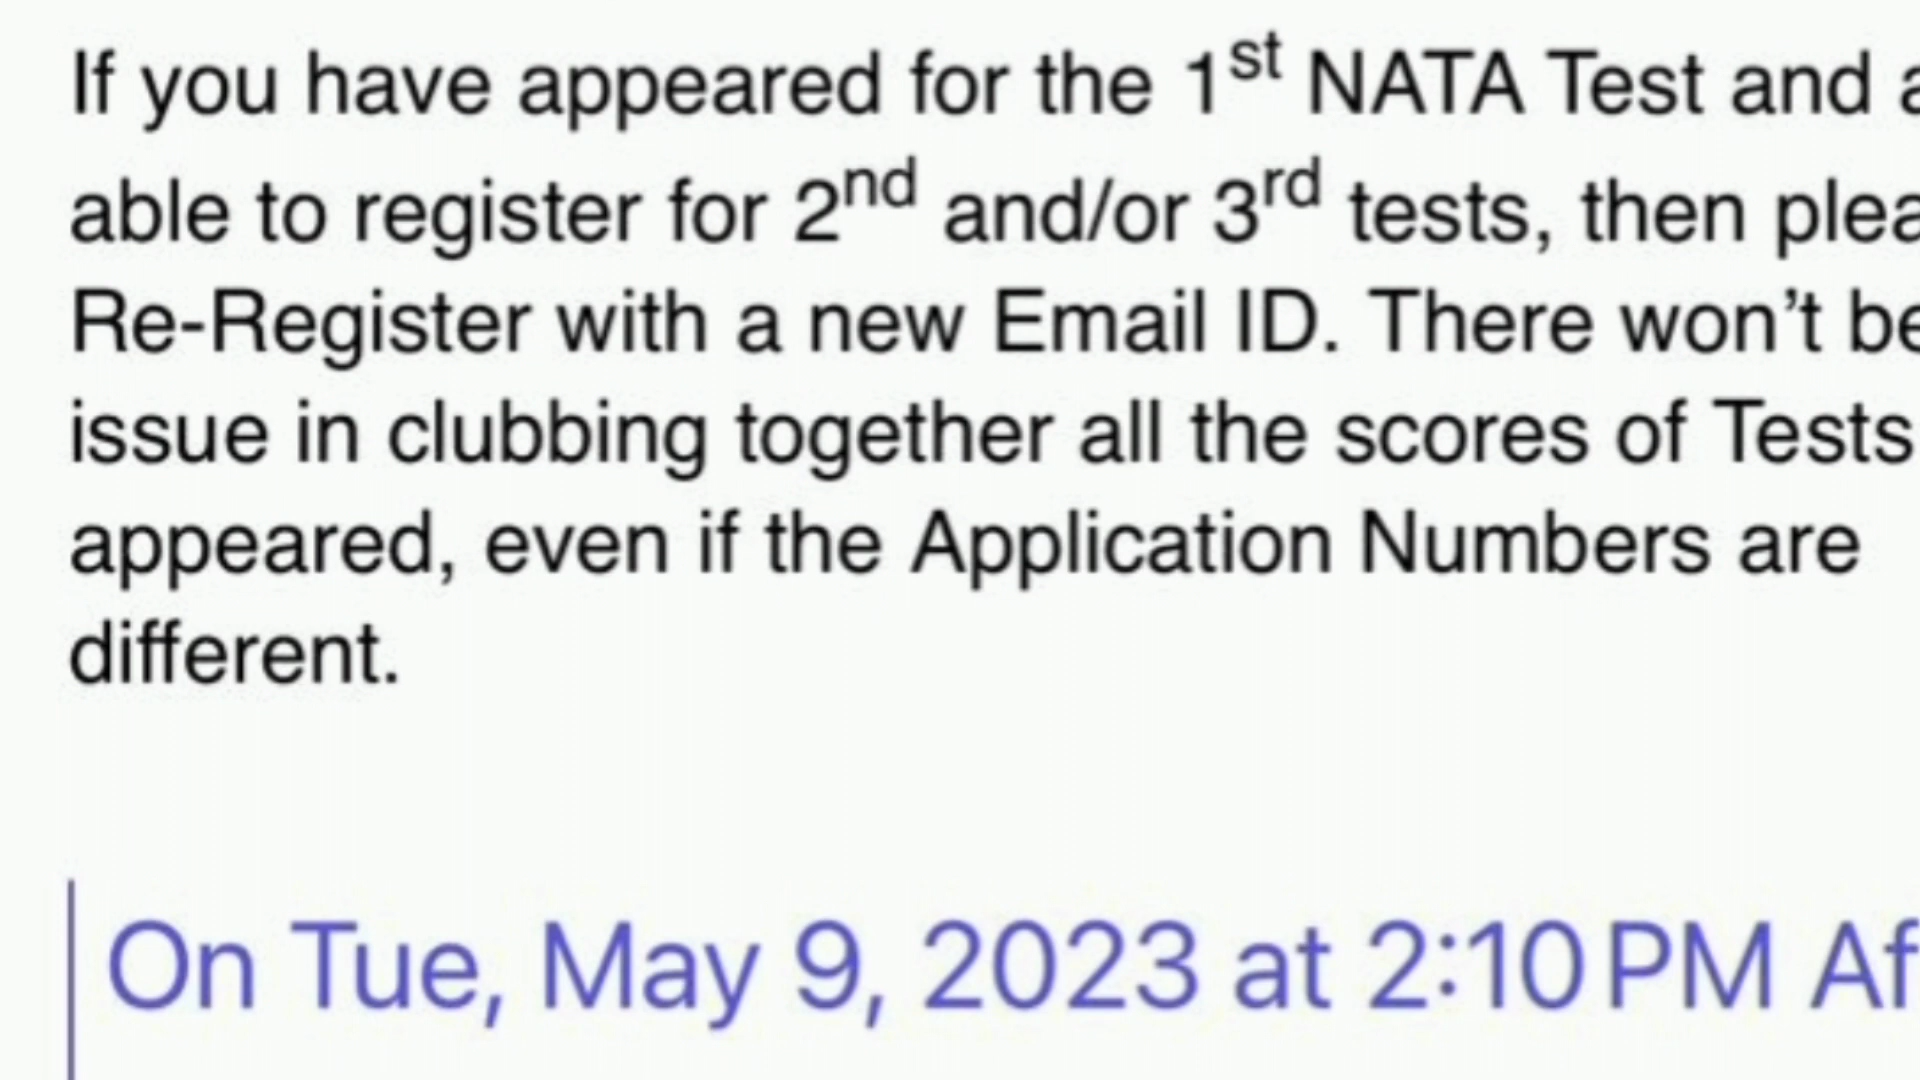 If you have appeared for the 1st NATA Test and
able to register for 2nd and/or 3rd tests, then
Re-Register with a new Email ID. There won't be
issue in clubbing together all the scores of Tests
appeared, even if the Application Numbers are
different.
On Tue, May 9, 2023 at 2:10 PM